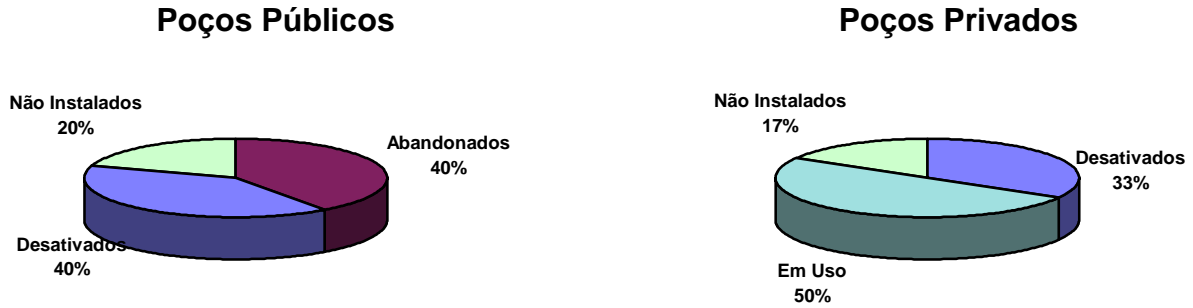 Poços Públicos
Não Instalados
20%
Abandonados
40%
Desativados
40%
Poços Privados
Não Instalados
17%
Desativados
33%
Em Uso
50%